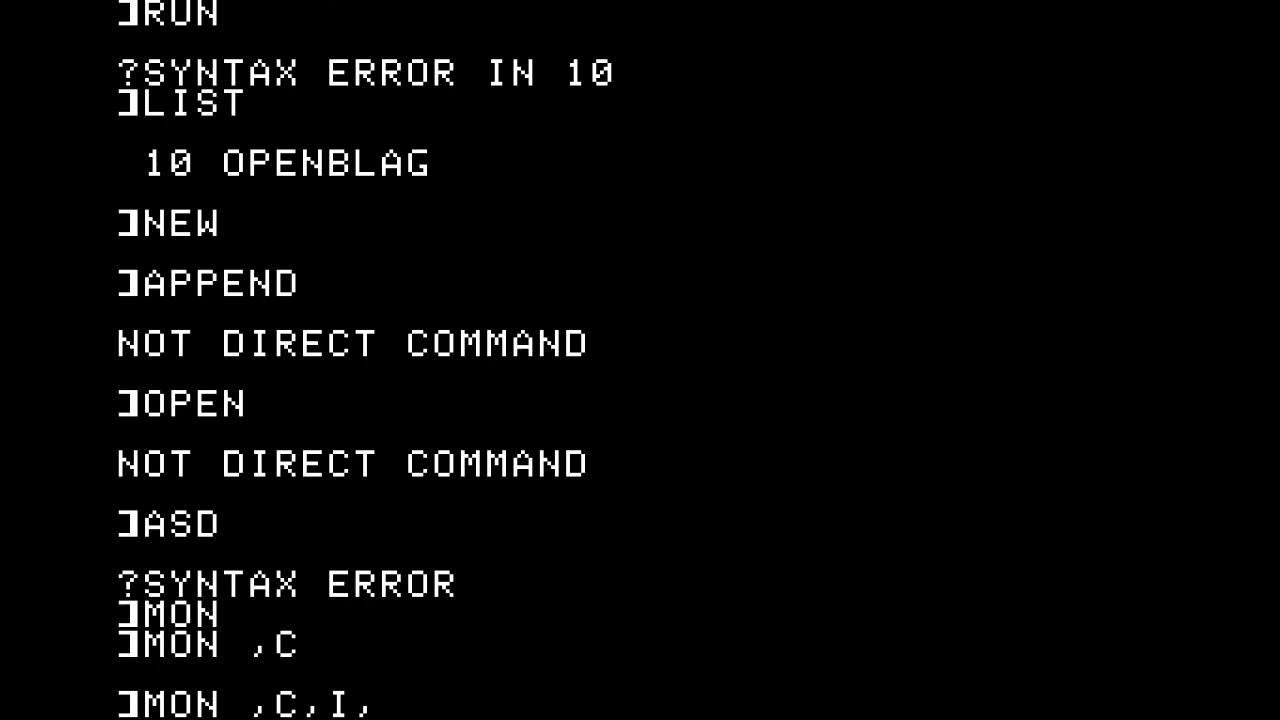 ]RUN
?SYNTAX ERROR IN 10
]LIST
10 OPENBLAG
]NEW
]APPEND
NOT DIRECT COMMAND
]OPEN
NOT DIRECT COMMAND
]ASD
?SYNTAX ERROR
]MON
]MON ,C
]MON ,C,I,